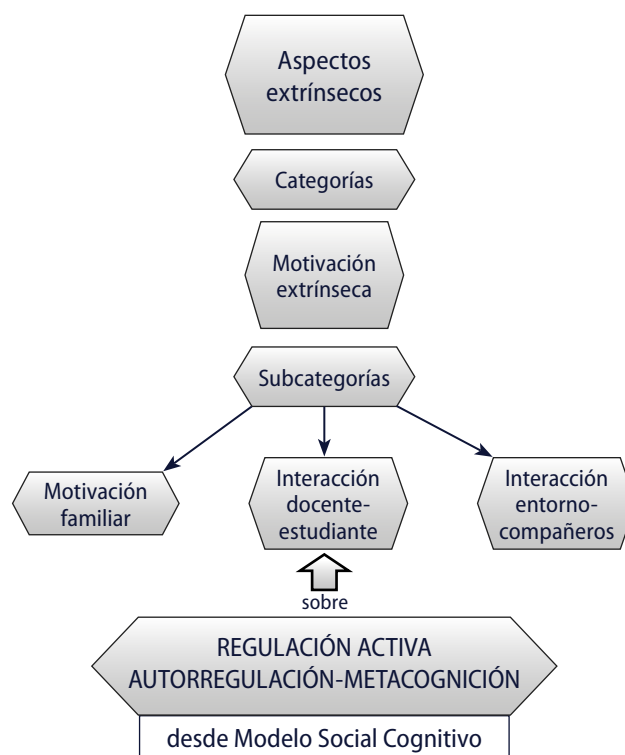 Aspectos
extrínsecos
Categorías
Motivación
extrínseca
Subcategorías
Motivación
familiar
Interacción
docente-
estudiante
Interacción
entorno-
compañeros
sobre
REGULACIÓN ACTIVA
AUTORREGULACIÓN-METACOGNICIÓN
desde Modelo Social Cognitivo